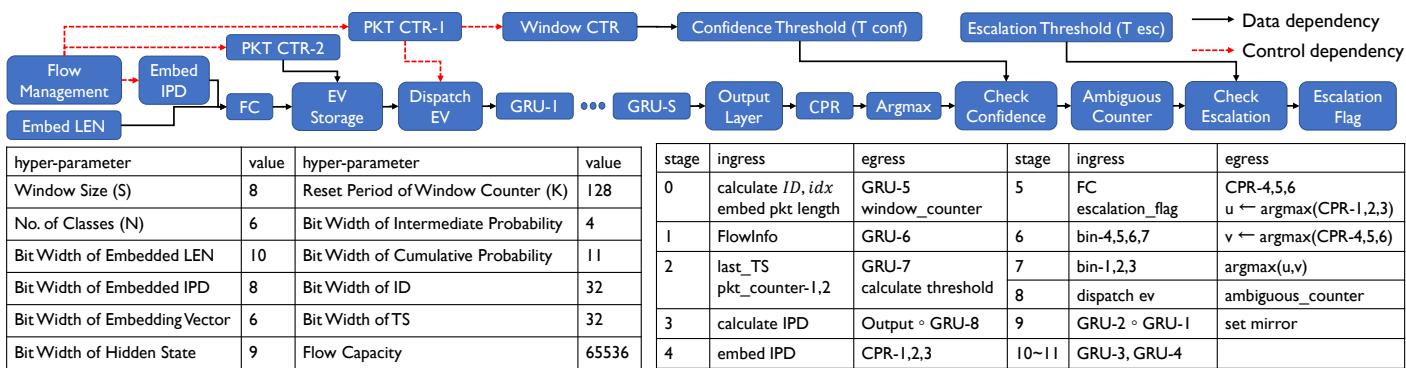 PKT CTR-1
Window CTR
Confidence Threshold (T conf)
Escalation Threshold (T esc)
Data dependency
PKT CTR-2
Control dependency
Flow
Management
Embed
IPD
Embed LEN
FC
EV
Storage
Dispatch
EV
GRU-1
GRU-S
Output
Layer
CPR
Argmax
Check
Confidence
Ambiguous
Counter
Check
Escalation
Escalation
Flag
hyper-parameter value hyper-parameter value
Window Size (S) 8 Reset Period of Window Counter (K) 128
No. of Classes (N) 6 Bit Width of Intermediate Probability 4
Bit Width of Embedded LEN 10 Bit Width of Cumulative Probability 11
Bit Width of Embedded IPD 8 Bit Width of ID 32
Bit Width of Embedding Vector 6 Bit Width of TS 32
Bit Width of Hidden State 9 Flow Capacity 65536
stage ingress egress stage ingress egress
0 calculate ID, idx GRU-5 5 FC CPR-4,5,6
embed pkt length window_counter escalation_flag u ← argmax(CPR-1,2,3)
1 FlowInfo GRU-6 6 bin-4,5,6,7 v ← argmax(CPR-4,5,6)
2 last_TS GRU-7 7 bin-1,2,3 argmax(u,v)
pkt_counter-1,2 calculate threshold 8 dispatch ev ambiguous_counter
3 calculate IPD Output ∘ GRU-8 9 GRU-2 ∘ GRU-1 set mirror
4 embed IPD CPR-1,2,3 10~11 GRU-3, GRU-4